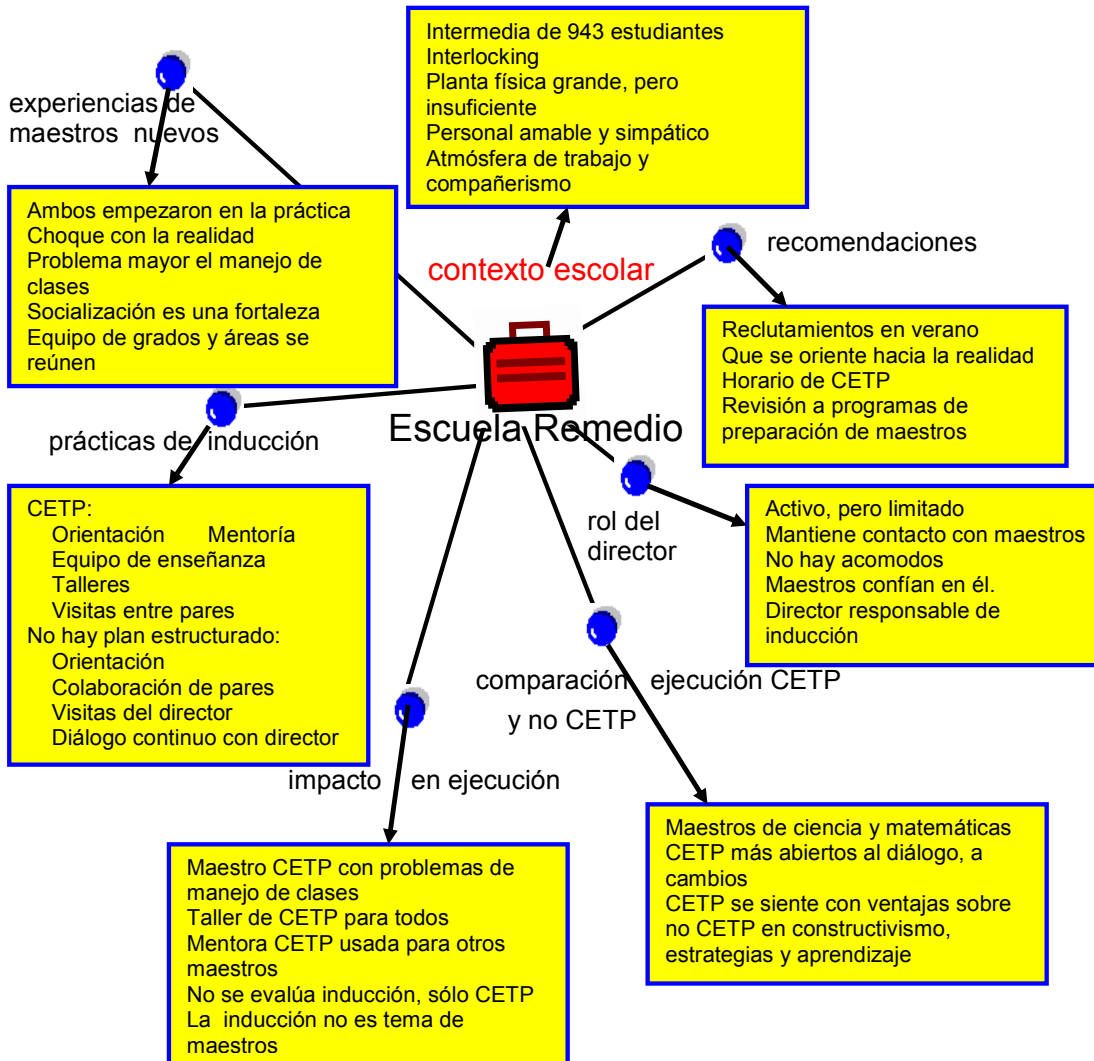 Intermedia de 943 estudiantes
Interlocking
Planta física grande, pero
insuficiente
Personal amable y simpático
Atmósfera de trabajo y
compañerismo
experiencias de
maestros nuevos
Ambos empezaron en la práctica
Choque con la realidad
Problema mayor el manejo de
clases
Socialización es una fortaleza
Equipo de grados y áreas se
reúnen
contexto escolar
recomendaciones
Reclutamientos en verano
Que se oriente hacia la realidad
Horario de CETP
Revisión a programas de
preparación de maestros
Escuela Remedio
prácticas de inducción
CETP:
Orientación Mentoría
Equipo de enseñanza
Talleres
Visitas entre pares
No hay plan estructurado:
Orientación
Colaboración de pares
Visitas del director
Diálogo continuo con director
rol del
director
Activo, pero limitado
Mantiene contacto con maestros
No hay acomodos
Maestros confían en él.
Director responsable de
inducción
comparación ejecución CETP
y no CETP
impacto en ejecución
Maestro CETP con problemas de
manejo de clases
Taller de CETP para todos
Mentora CETP usada para otros
maestros
No se evalúa inducción, sólo CETP
La inducción no es tema de
maestros
Maestros de ciencia y matemáticas
CETP más abiertos al diálogo, a
cambios
CETP se siente con ventajas sobre
no CETP en constructivismo,
estrategias y aprendizaje